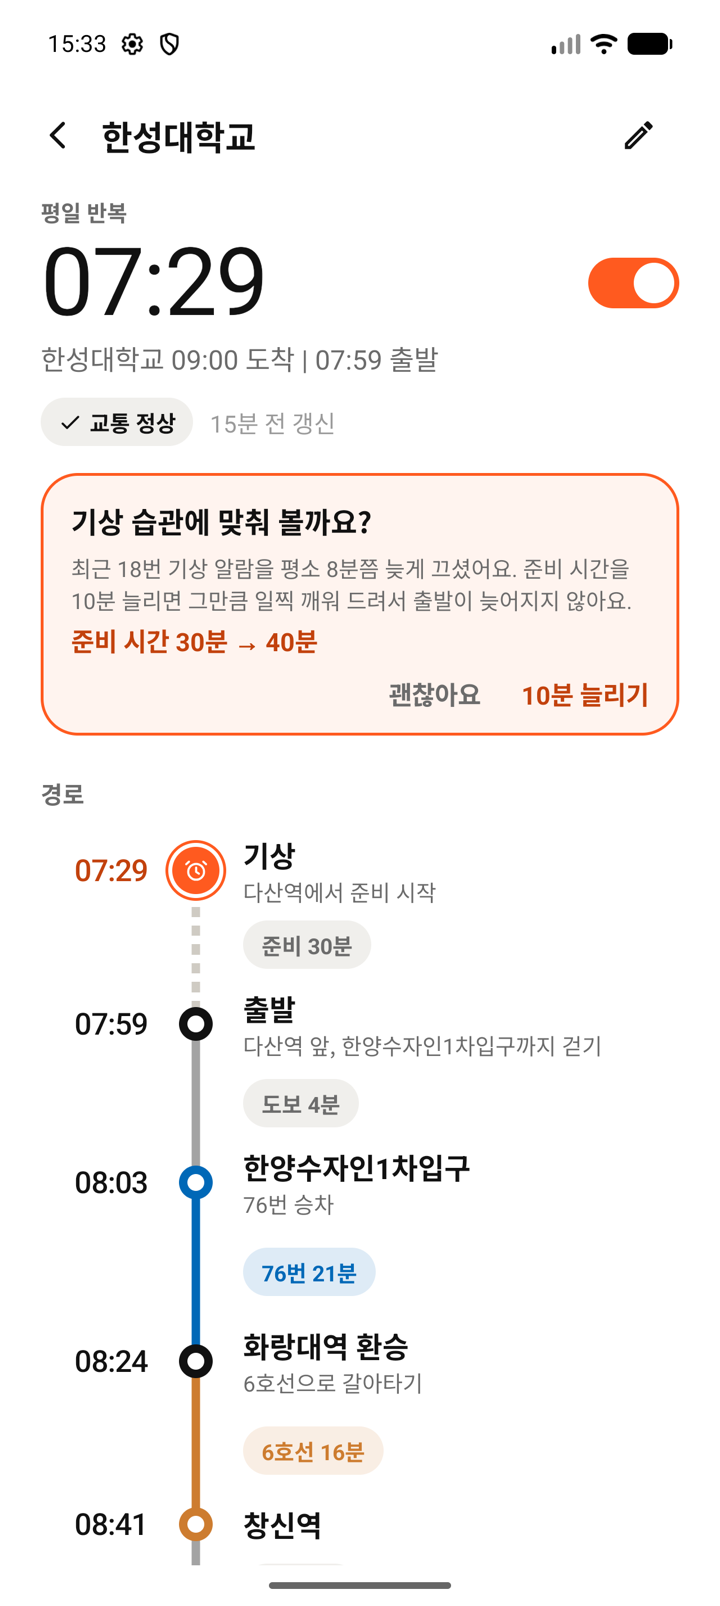 15:33
한성대학교
평일 반복
07:29
한성대학교 09:00 도착 | 07:59 출발
교통 정상
15분 전 갱신
기상 습관에 맞춰 볼까요?
최근 18번 기상 알람을 평소 8분쯤 늦게 끄셨어요. 준비 시간을
10분 늘리면 그만큼 일찍 깨워 드려서 출발이 늦어지지 않아요.
준비 시간 30분 → 40분
괜찮아요
10분 늘리기
경로
07:29
기상
다산역에서 준비 시작
준비 30분
07:59
출발
다산역 앞, 한양수자인1차입구까지 걷기
도보 4분
08:03
한양수자인1차입구
76번 승차
76번 21분
08:24
화랑대역 환승
6호선으로 갈아타기
6호선 16분
08:41
창신역